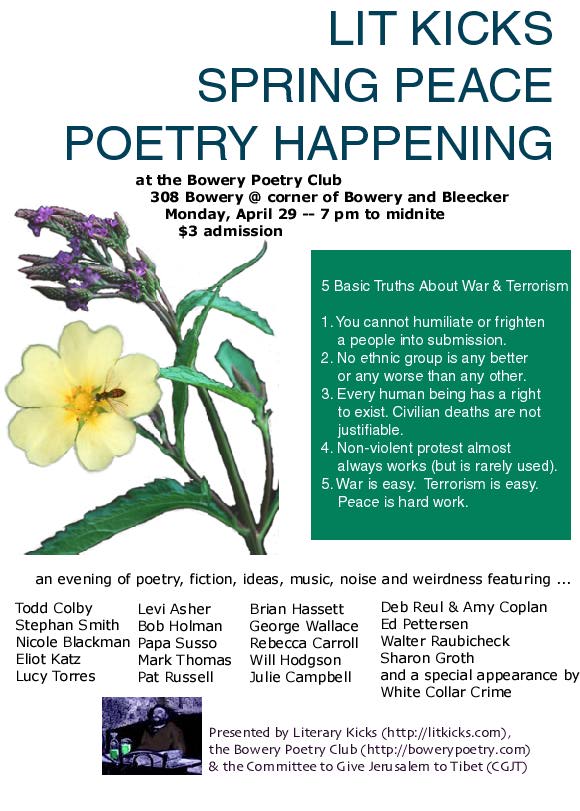 LIT KICKS
SPRING PEACE
POETRY HAPPENING
at the Bowery Poetry Club
308 Bowery @ corner of Bowery and Bleecker
Monday, April 29 -- 7 pm to midnite
$3 admission
5 Basic Truths About War & Terrorism
1. You cannot humiliate or frighten
a people into submission.
2. No ethnic group is any better
or any worse than any other.
3. Every human being has a right
to exist. Civilian deaths are not
justifiable.
4. Non-violent protest almost
always works (but is rarely used).
5. War is easy.  Terrorism is easy.
Peace is hard work.
an evening of poetry, fiction, ideas, music, noise and weirdness featuring ...
Todd Colby
Stephan Smith
Nicole Blackman
Eliot Katz
Lucy Torres
Levi Asher
Bob Holman
Papa Susso
Mark Thomas
Pat Russell
Brian Hassett
George Wallace
Rebecca Carroll
Will Hodgson
Julie Campbell
Deb Reul & Amy Coplan
Ed Pettersen
Walter Raubicheck
Sharon Groth
and a special appearance by
White Collar Crime
Presented by Literary Kicks (http://litkicks.com),
the Bowery Poetry Club (http://bowerypoetry.com)
& the Committee to Give Jerusalem to Tibet (CGJT)